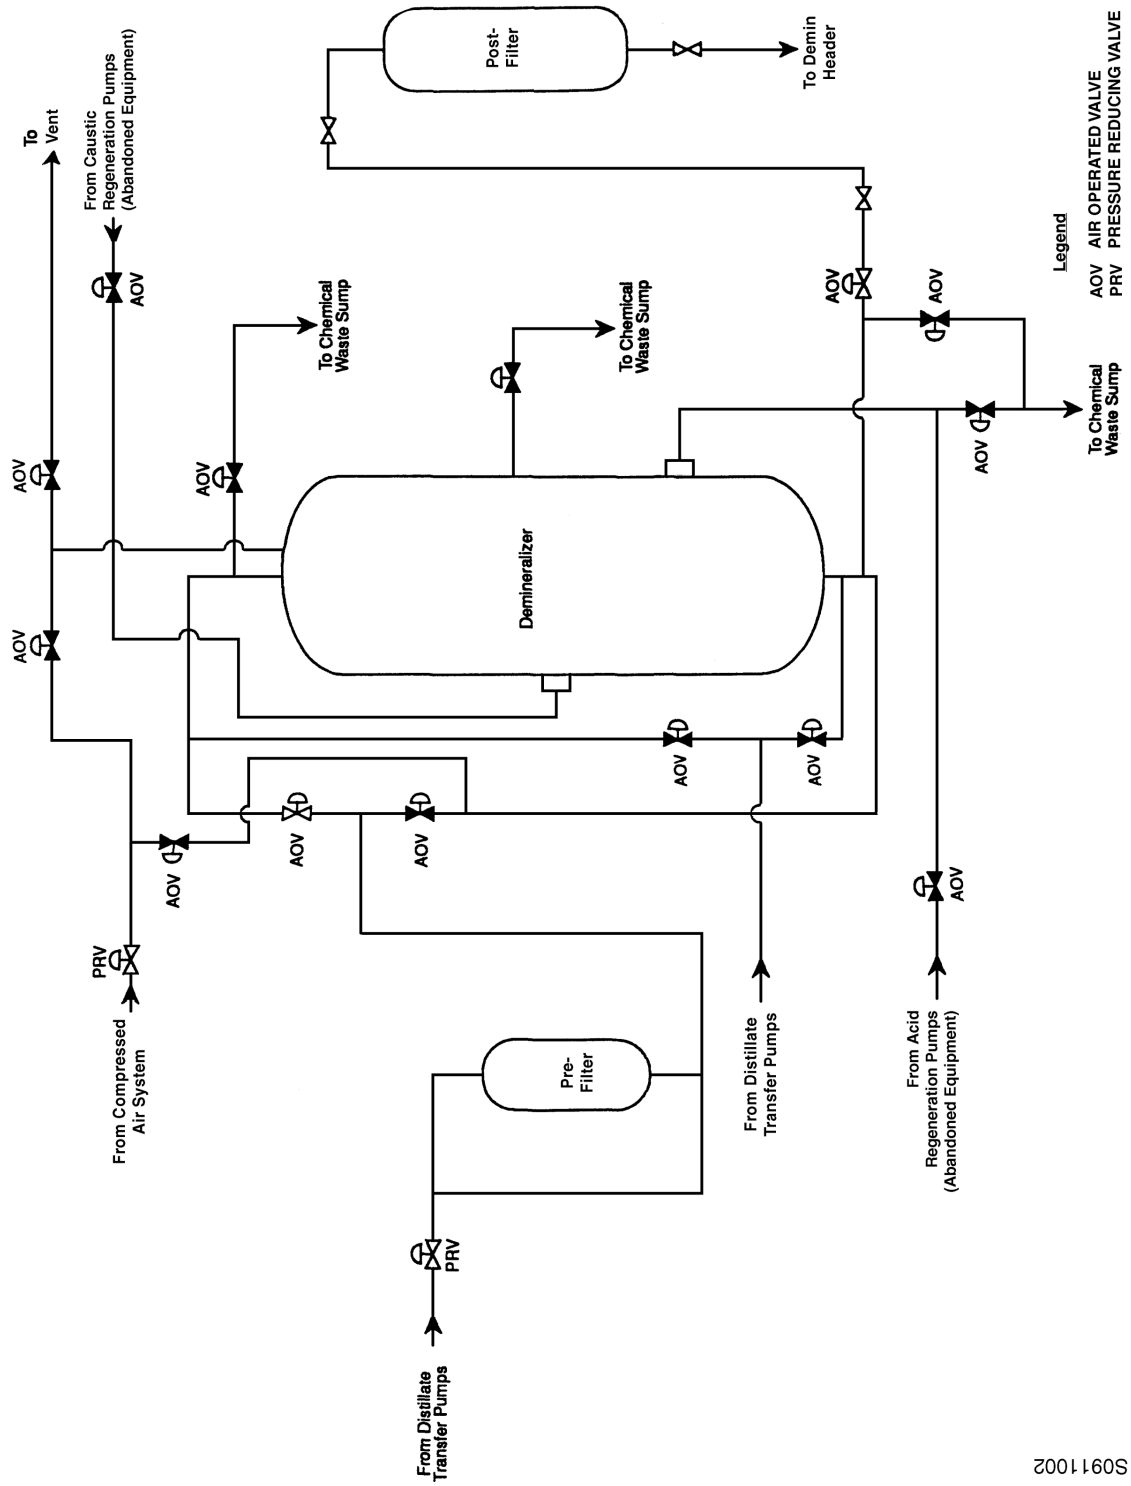 To
Vent
From Caustic
Regeneration Pumps
(Abandoned Equipment)
AOV
AOV
AOV
AOV
To Chemical
Waste Sump
To Chemical
Waste Sump
Post-
Filter
To Demin
Header
AOV
AOV
AOV
To Chemical
Waste Sump
Demineralizer
AOV
AOV
AOV
AOV
AOV
PRV
From Compressed
Air System
Pre-
Filter
PRV
From Distillate
Transfer Pumps
From Distillate
Transfer Pumps
AOV
From Acid
Regeneration Pumps
(Abandoned Equipment)
Legend
AOV AIR OPERATED VALVE
PRV PRESSURE REDUCING VALVE
S0911002